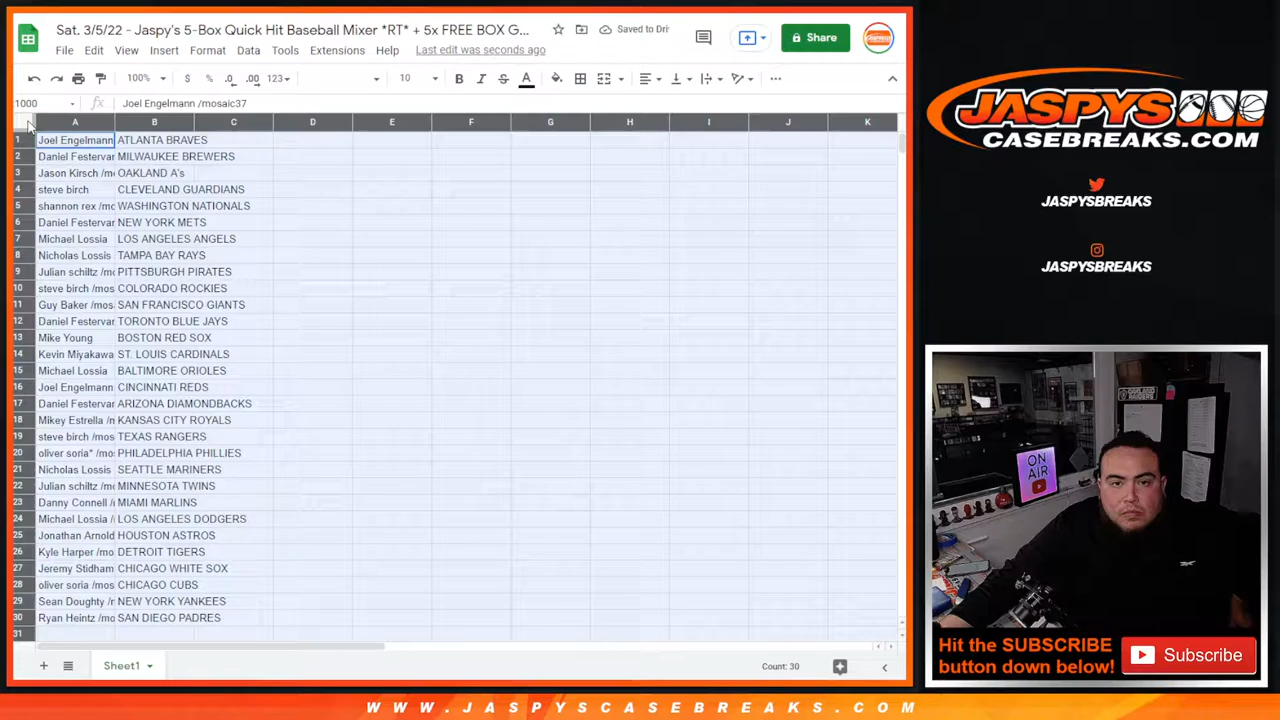 Sat. 3/5/22 - Jaspy's 5-Box Quick Hit Baseball Mixer *RT* + 5x FREE BOX G...
Saved to Dri
Share
File Edit View Insert Format Data Tools Extensions Help Last edit was seconds ago
100% $ % .0 .00 123 10 B I S A
1000 fx Joel Engelmann /mosaic37
A B C D E F G H I J K
1 Joel Engelmann ATLANTA BRAVES
2 Daniel Festervar MILWAUKEE BREWERS
3 Jason Kirsch /mo OAKLAND A's
4 steve birch CLEVELAND GUARDIANS
5 shannon rex /mo WASHINGTON NATIONALS
6 Daniel Festervar NEW YORK METS
7 Michael Lossia LOS ANGELES ANGELS
8 Nicholas Lossis TAMPA BAY RAYS
9 Julian schiltz /mo PITTSBURGH PIRATES
10 steve birch /mos COLORADO ROCKIES
11 Guy Baker /mos SAN FRANCISCO GIANTS
12 Daniel Festervar TORONTO BLUE JAYS
13 Mike Young BOSTON RED SOX
14 Kevin Miyakawa ST. LOUIS CARDINALS
15 Michael Lossia BALTIMORE ORIOLES
16 Joel Engelmann CINCINNATI REDS
17 Daniel Festervar ARIZONA DIAMONDBACKS
18 Mikey Estrella /n KANSAS CITY ROYALS
19 steve birch /mos TEXAS RANGERS
20 oliver soria* /mo PHILADELPHIA PHILLIES
21 Nicholas Lossis SEATTLE MARINERS
22 Julian schiltz /mo MINNESOTA TWINS
23 Danny Connell / MIAMI MARLINS
24 Michael Lossia / LOS ANGELES DODGERS
25 Jonathan Arnold HOUSTON ASTROS
26 Kyle Harper /mo DETROIT TIGERS
27 Jeremy Stidham CHICAGO WHITE SOX
28 oliver soria /mos CHICAGO CUBS
29 Sean Doughty /n NEW YORK YANKEES
30 Ryan Heintz /mo SAN DIEGO PADRES
31
Sheet1
Count: 30
JASPYS
CASEBREAKS.COM
JASPYSBREAKS
JASPYSBREAKS
OAKLAND RAIDERS
ON
AIR
Hit the SUBSCRIBE
button down below!
Subscribe
WWW.JASPYSCASEBREAKS.COM